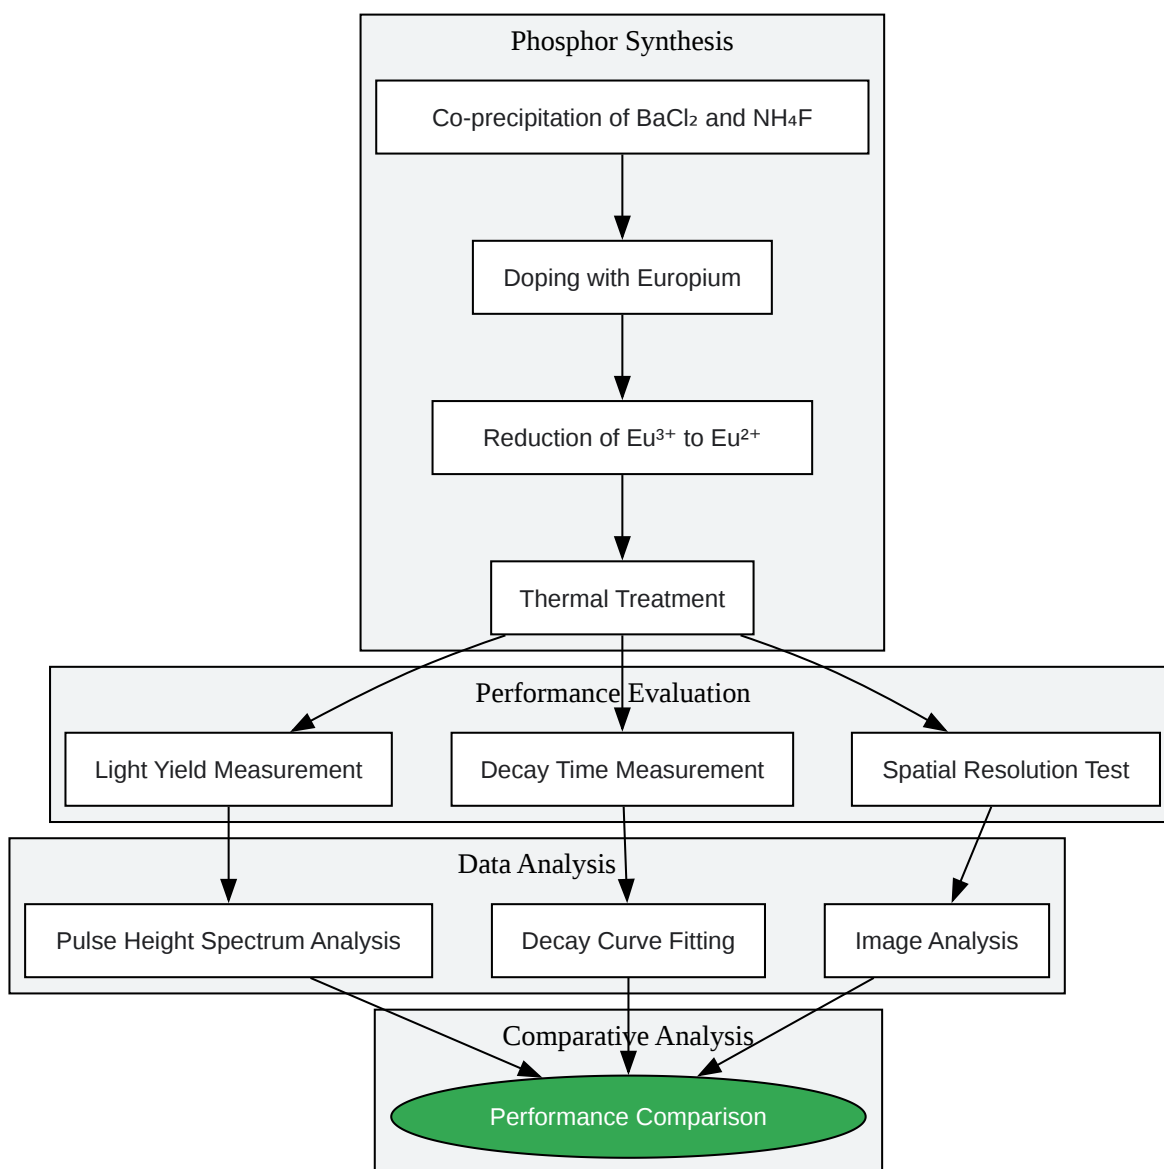 Phosphor Synthesis
Co-precipitation of BaCl₂ and NH₄F
Doping with Europium
Reduction of Eu³⁺ to Eu²⁺
Thermal Treatment
Performance Evaluation
Light Yield Measurement
Decay Time Measurement
Spatial Resolution Test
Data Analysis
Pulse Height Spectrum Analysis
Decay Curve Fitting
Image Analysis
Comparative Analysis
Performance Comparison